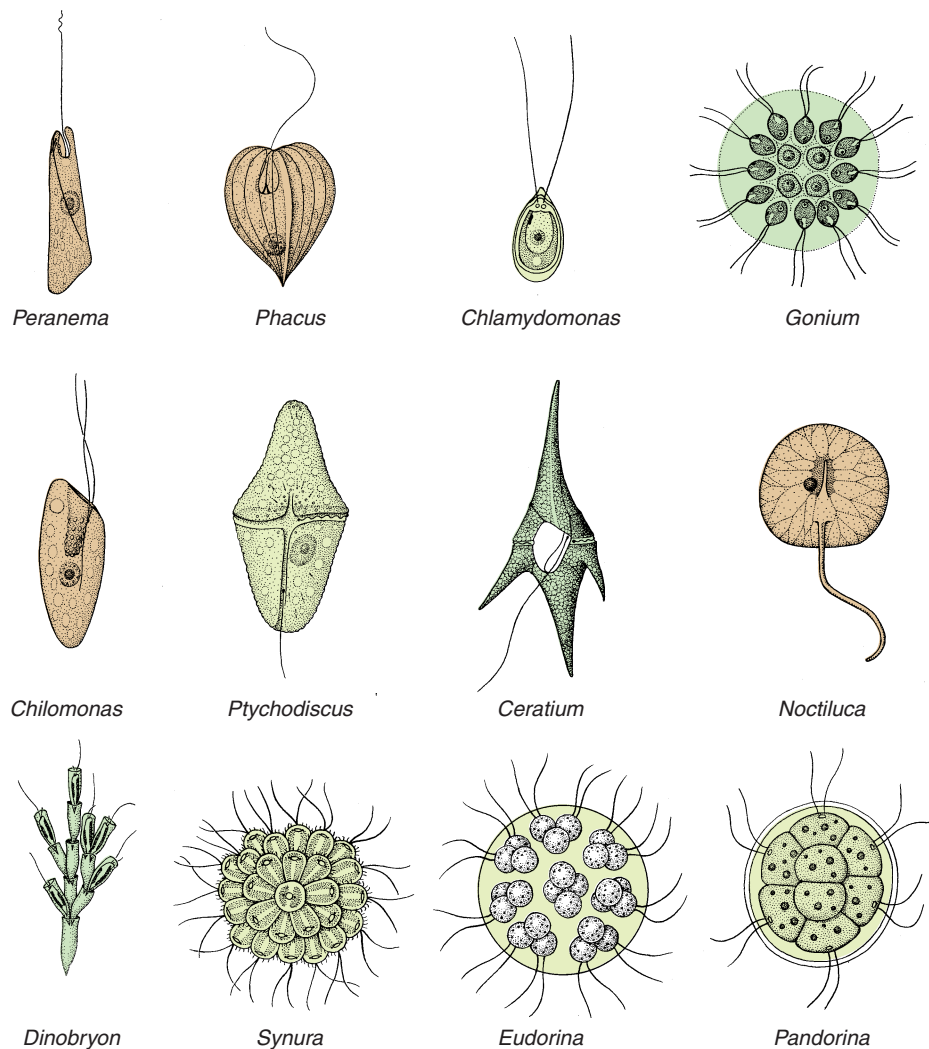 Peranema
Phacus
Chlamydomonas
Gonium
Chilomonas
Ptychodiscus
Ceratium
Noctiluca
Dinobryon
Synura
Eudorina
Pandorina